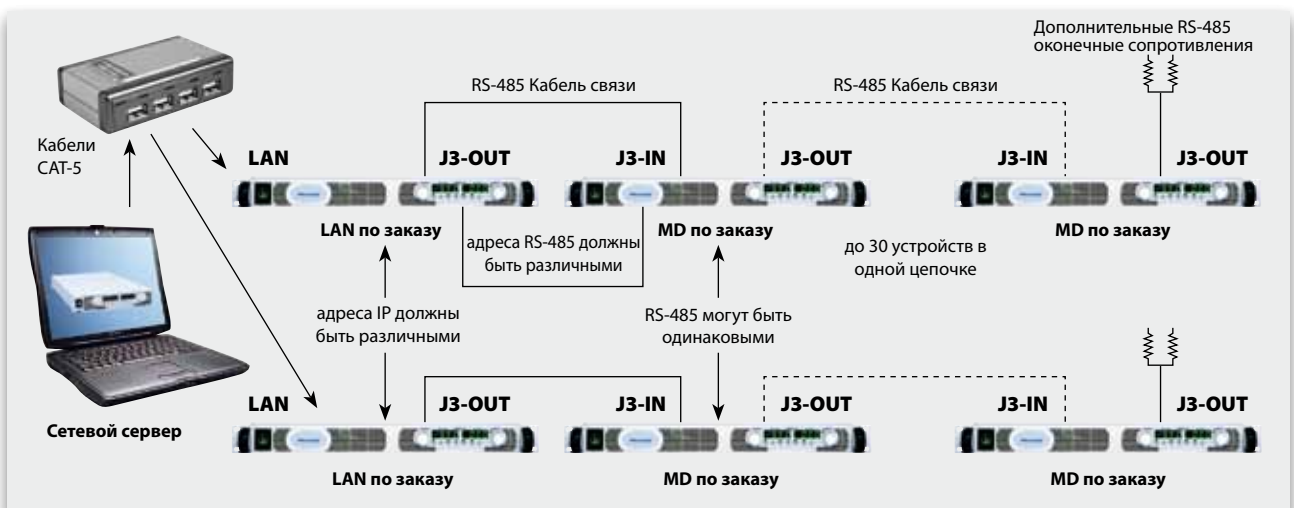 Дополнительные RS-485
оконечные сопротивления
RS-485 Кабель связи
RS-485 Кабель связи
Кабели
CAT-5
LAN
J3-OUT
J3-IN
J3-OUT
J3-IN
J3-OUT
LAN по заказу
адреса RS-485 должны
быть различными
MD по заказу
до 30 устройств в
одной цепочке
MD по заказу
адреса IP должны
быть различными
RS-485 могут быть
одинаковыми
Сетевой сервер
LAN
J3-OUT
J3-IN
J3-OUT
J3-IN
J3-OUT
LAN по заказу
MD по заказу
MD по заказу